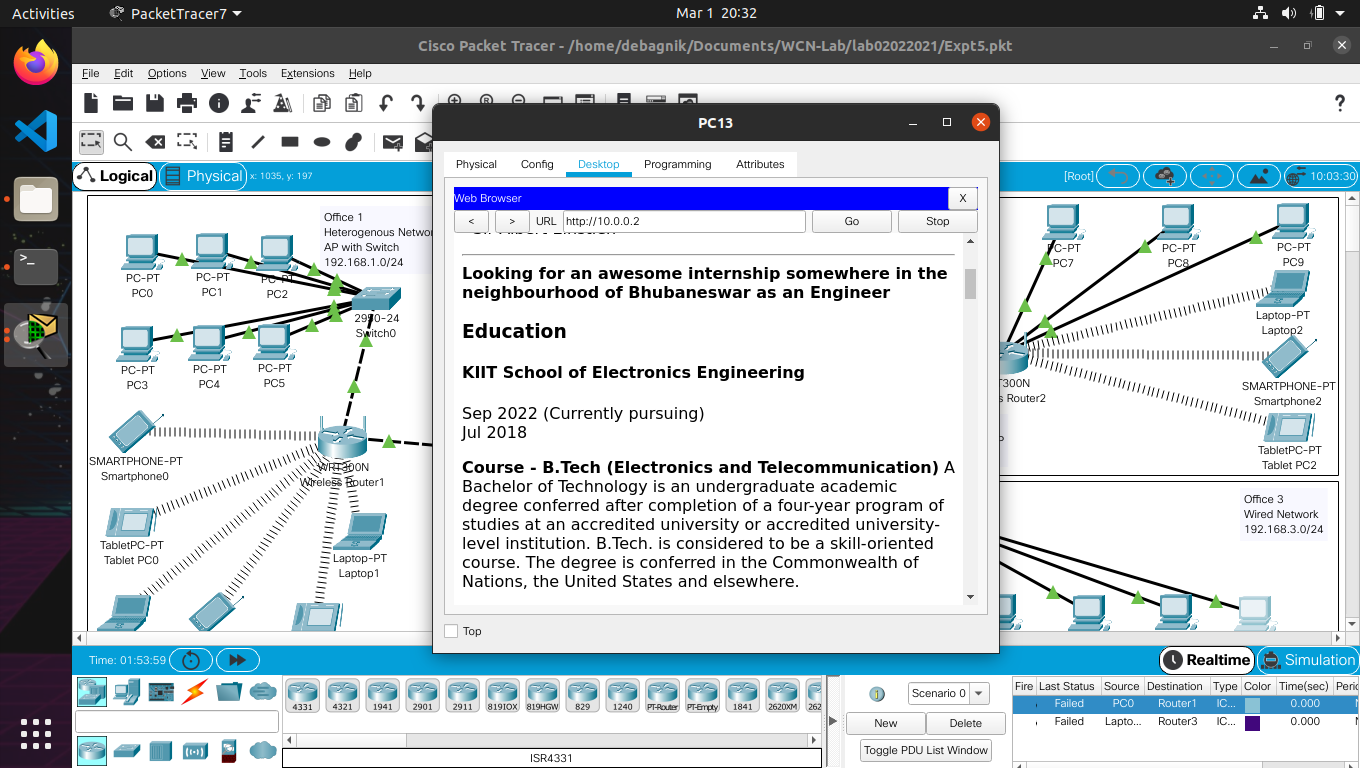 Activities
PacketTracer7
Mar 1 20:32
Cisco Packet Tracer - /home/debagnik/Documents/WCN-Lab/lab02022021/Expt5.pkt
File Edit Options View Tools Extensions Help
Logical
Physical
x: 1035, y: 197
[Root]
10:03:30
Office 1
Heterogenous
AP with Switch
192.168.1.0/24
PC-PT
PC0
PC-PT
PC1
PC-PT
PC2
2950-24
Switch0
PC-PT
PC3
PC-PT
PC4
PC-PT
PC5
SMARTPHONE-PT
Smartphone0
WRT300N
Wireless Router1
TabletPC-PT
Tablet PC0
Laptop-PT
Laptop1
PC13
Physical Config Desktop Programming Attributes
Web Browser
X
< > URL http://10.0.0.2 Go Stop
Looking for an awesome internship somewhere in the
neighbourhood of Bhubaneswar as an Engineer
Education
KIIT School of Electronics Engineering
Sep 2022 (Currently pursuing)
Jul 2018
Course - B.Tech (Electronics and Telecommunication) A
Bachelor of Technology is an undergraduate academic
degree conferred after completion of a four-year program of
studies at an accredited university or accredited university-
level institution. B.Tech. is considered to be a skill-oriented
course. The degree is conferred in the Commonwealth of
Nations, the United States and elsewhere.
Top
PC-PT
PC7
PC-PT
PC8
PC-PT
PC9
Laptop-PT
Laptop2
Router2
SMARTPHONE-PT
Smartphone2
TabletPC-PT
Tablet PC2
Office 3
Wired Network
192.168.3.0/24
Time: 01:53:59
Realtime
Simulation
4331 4321 1941 2901 2911 819IOX 819HGW 829 1240 PT-Router PT-Empty 1841 2620XM
ISR4331
Scenario 0
New Delete
Toggle PDU List Window
Fire Last Status Source Destination Type Color Time(sec)
Failed PC0 Router1 IC... 0.000
Failed Lapto... Router3 IC... 0.000